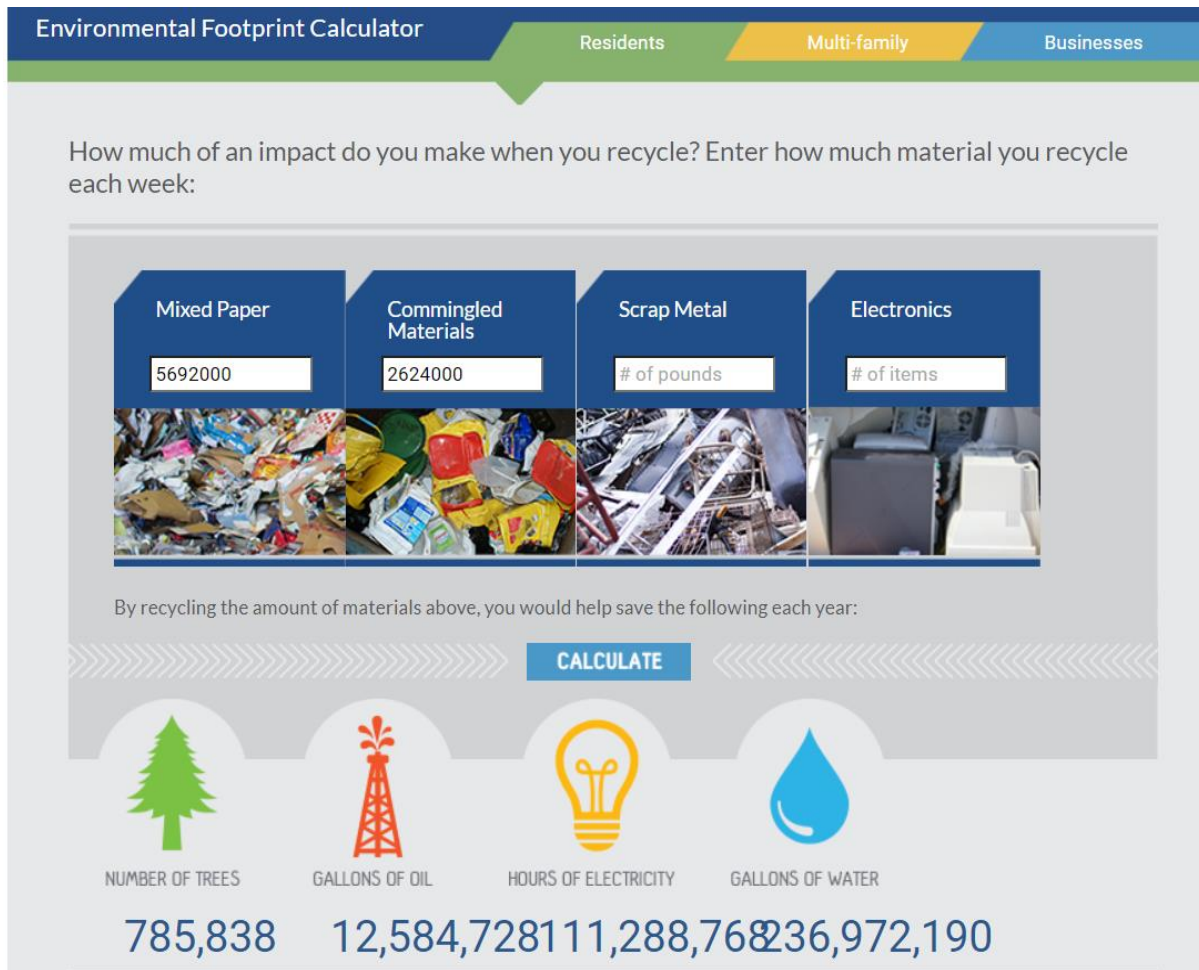 Environmental Footprint Calculator
Residents
Multi-family
Businesses
How much of an impact do you make when you recycle? Enter how much material you recycle
each week:
Mixed Paper
Commingled
Materials
Scrap Metal
Electronics
5692000
2624000
# of pounds
# of items
By recycling the amount of materials above, you would help save the following each year:
CALCULATE
NUMBER OF TREES
GALLONS OF OIL
HOURS OF ELECTRICITY
GALLONS OF WATER
785,838
12,584,728
111,288,768
236,972,190